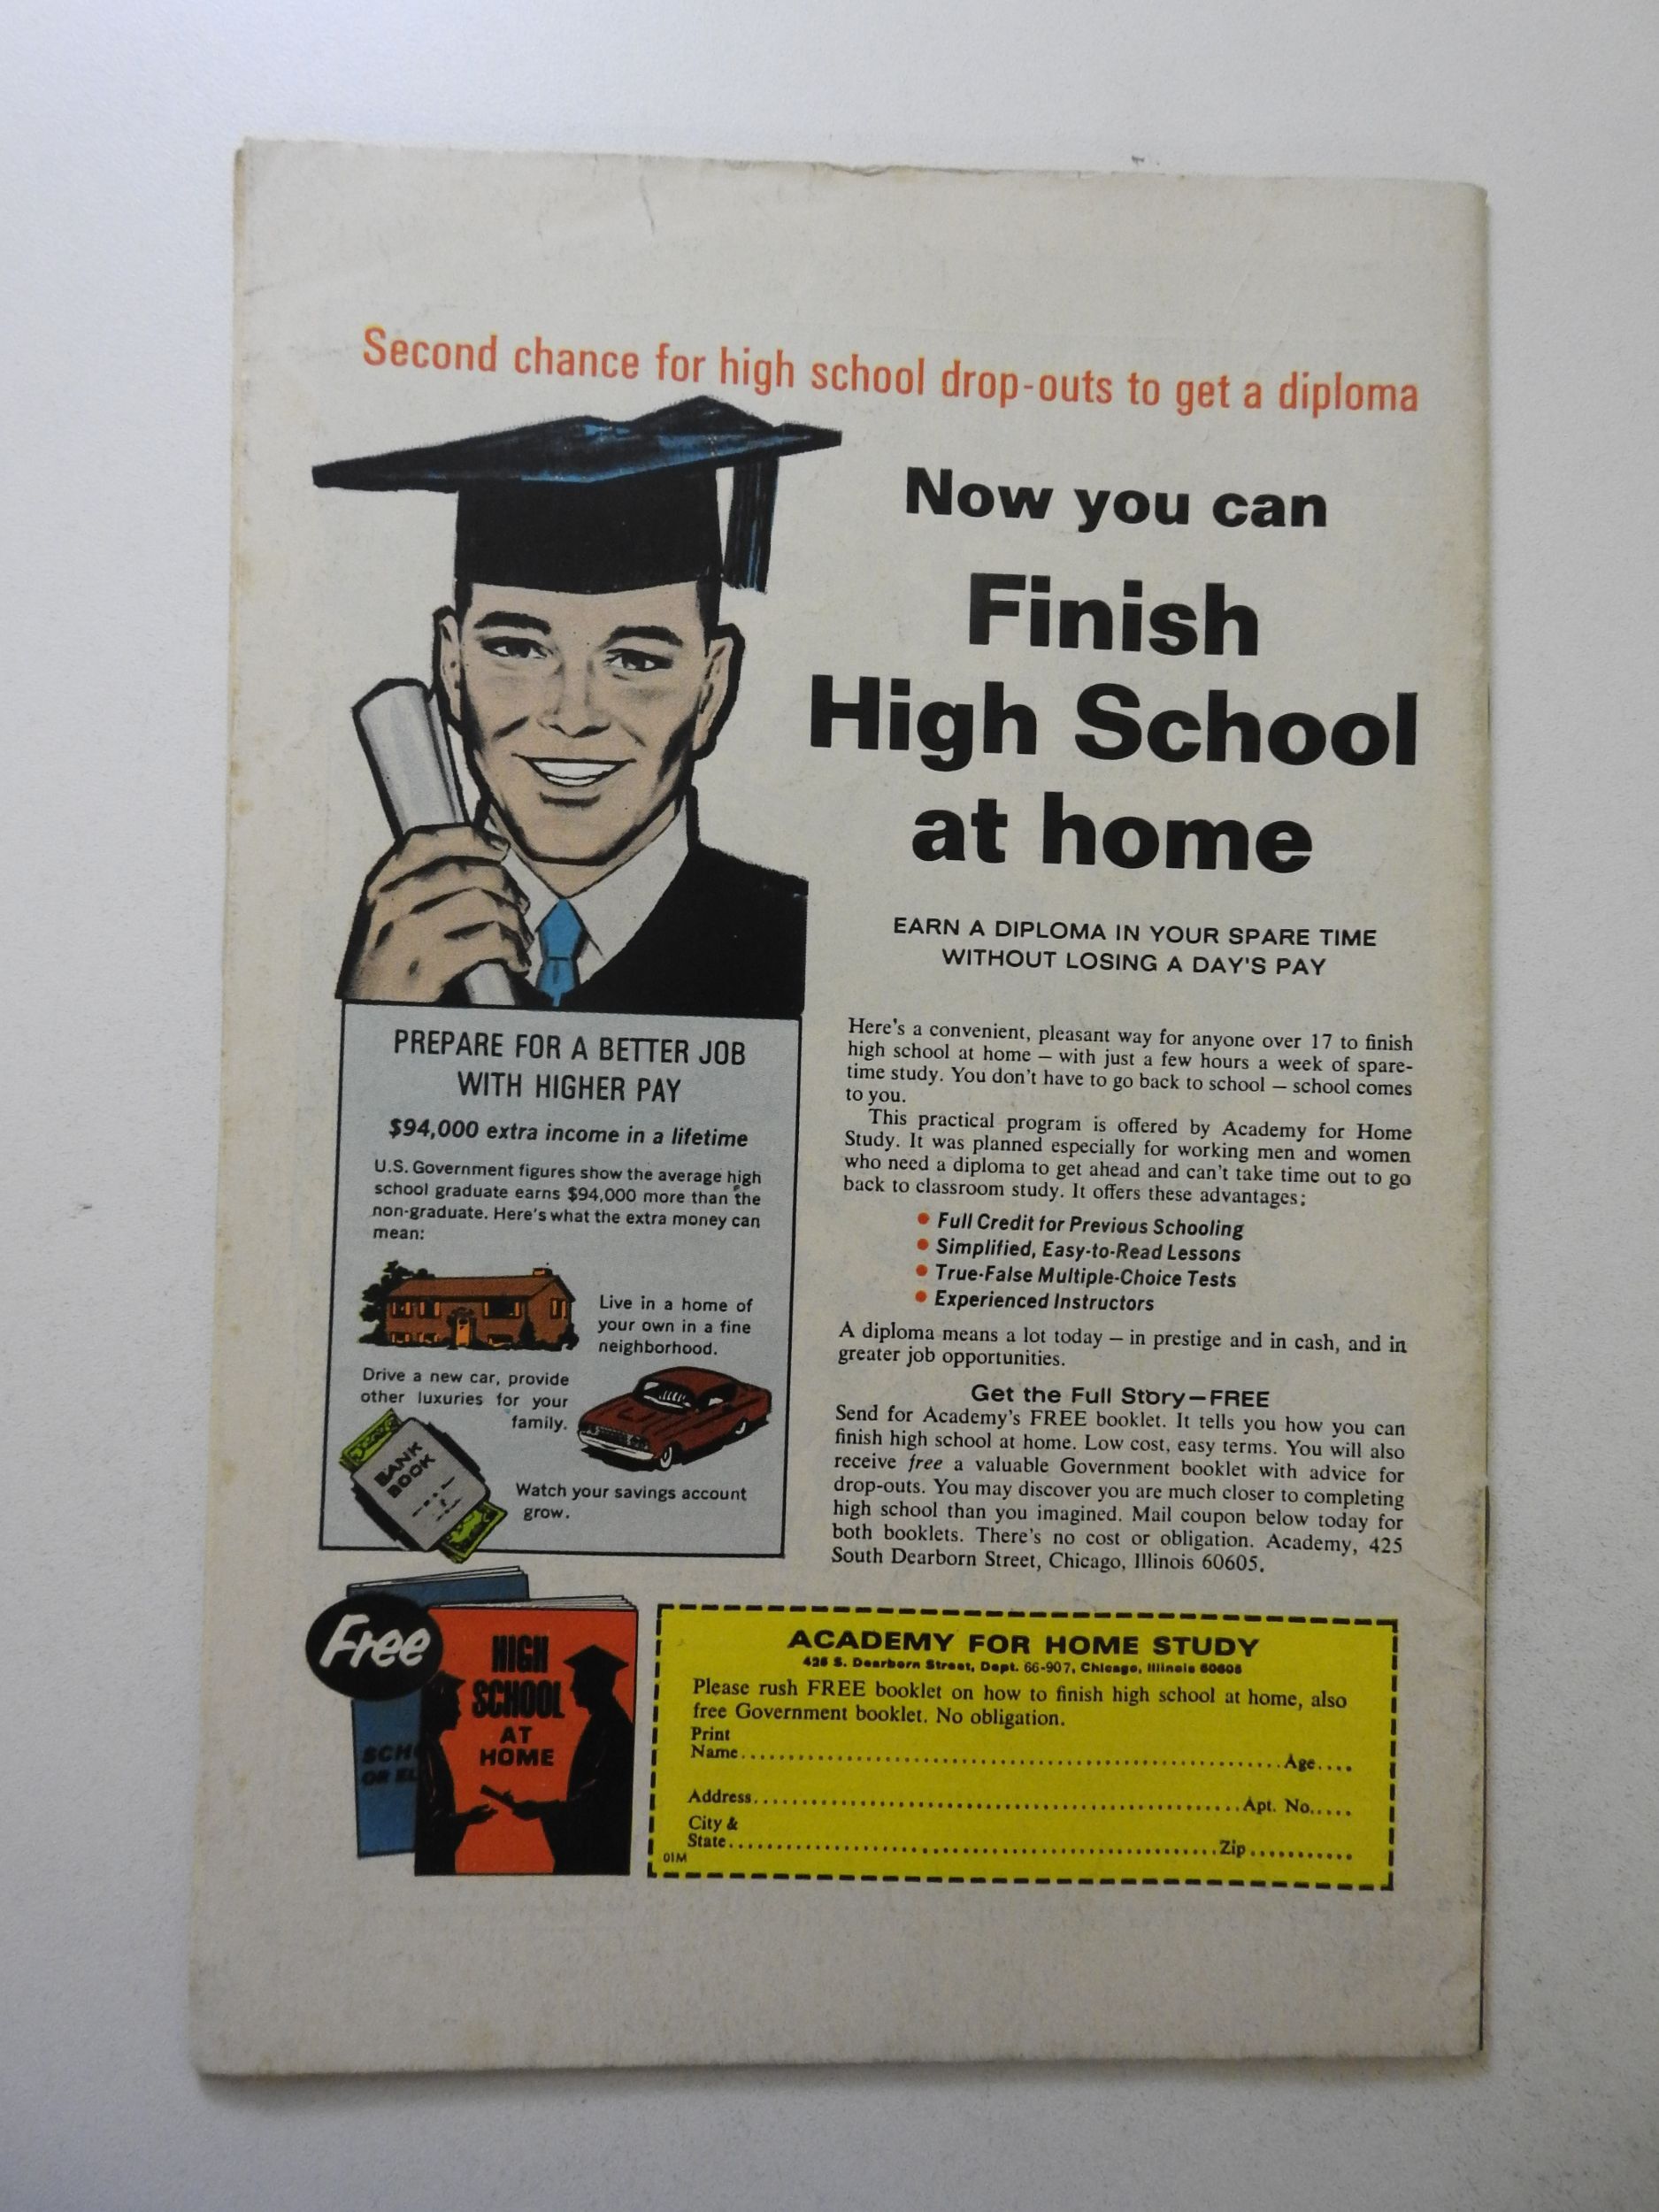 Second chance for high school drop-outs to get a diploma
Now you can
Finish
High School
at home
EARN A DIPLOMA IN YOUR SPARE TIME
WITHOUT LOSING A DAY'S PAY
PREPARE FOR A BETTER JOB
WITH HIGHER PAY
$94,000 extra income in a lifetime
U.S. Government figures show the average high
school graduate earns $94,000 more than the
non-graduate. Here's what the extra money can
mean:
Live in a home of
your own in a fine
neighborhood.
Drive a new car, provide
other luxuries for your
family.
BANK
BOOK
Watch your savings account
grow.
Here's a convenient, pleasant way for anyone over 17 to finish
high school at home — with just a few hours a week of spare-
time study. You don't have to go back to school — school comes
to you.
This practical program is offered by Academy for Home
Study. It was planned especially for working men and women
who need a diploma to get ahead and can't take time out to go
back to classroom study. It offers these advantages:
• Full Credit for Previous Schooling
• Simplified, Easy-to-Read Lessons
• True-False Multiple-Choice Tests
• Experienced Instructors
A diploma means a lot today — in prestige and in cash, and in
greater job opportunities.
Get the Full Story—FREE
Send for Academy's FREE booklet. It tells you how you can
finish high school at home. Low cost, easy terms. You will also
receive free a valuable Government booklet with advice for
drop-outs. You may discover you are much closer to completing
high school than you imagined. Mail coupon below today for
both booklets. There's no cost or obligation. Academy, 425
South Dearborn Street, Chicago, Illinois 60605.
Free
SCH
OR EL
HIGH
SCHOOL
AT
HOME
ACADEMY FOR HOME STUDY
425 S. Dearborn Street, Dept. 66-907, Chicago, Illinois 60605
Please rush FREE booklet on how to finish high school at home, also
free Government booklet. No obligation.
Print
Name.....Age....
Address.....Apt. No.....
City &
State.....Zip...........
01M